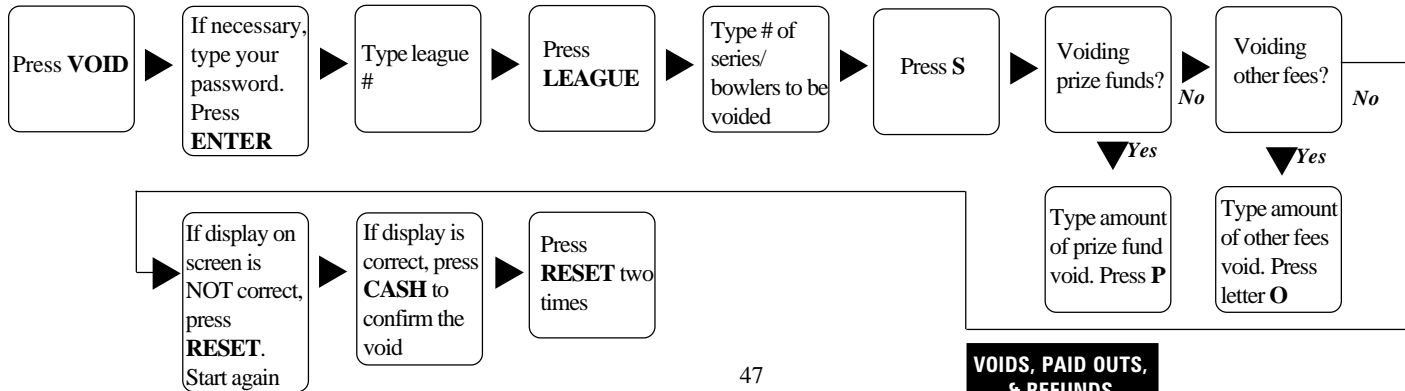 Press VOID
If necessary,
type your
password.
Press
ENTER
Type league
#
Press
LEAGUE
Type # of
series/
bowlers to be
voided
Press S
Voiding
prize funds?
No
Voiding
other fees?
No
Yes
Yes
Type amount
of prize fund
void. Press P
Type amount
of other fees
void. Press
letter O
If display on
screen is
NOT correct,
press
RESET.
Start again
If display is
correct, press
CASH to
confirm the
void
Press
RESET two
times
47
VOIDS, PAID OUTS,
& REFUNDS